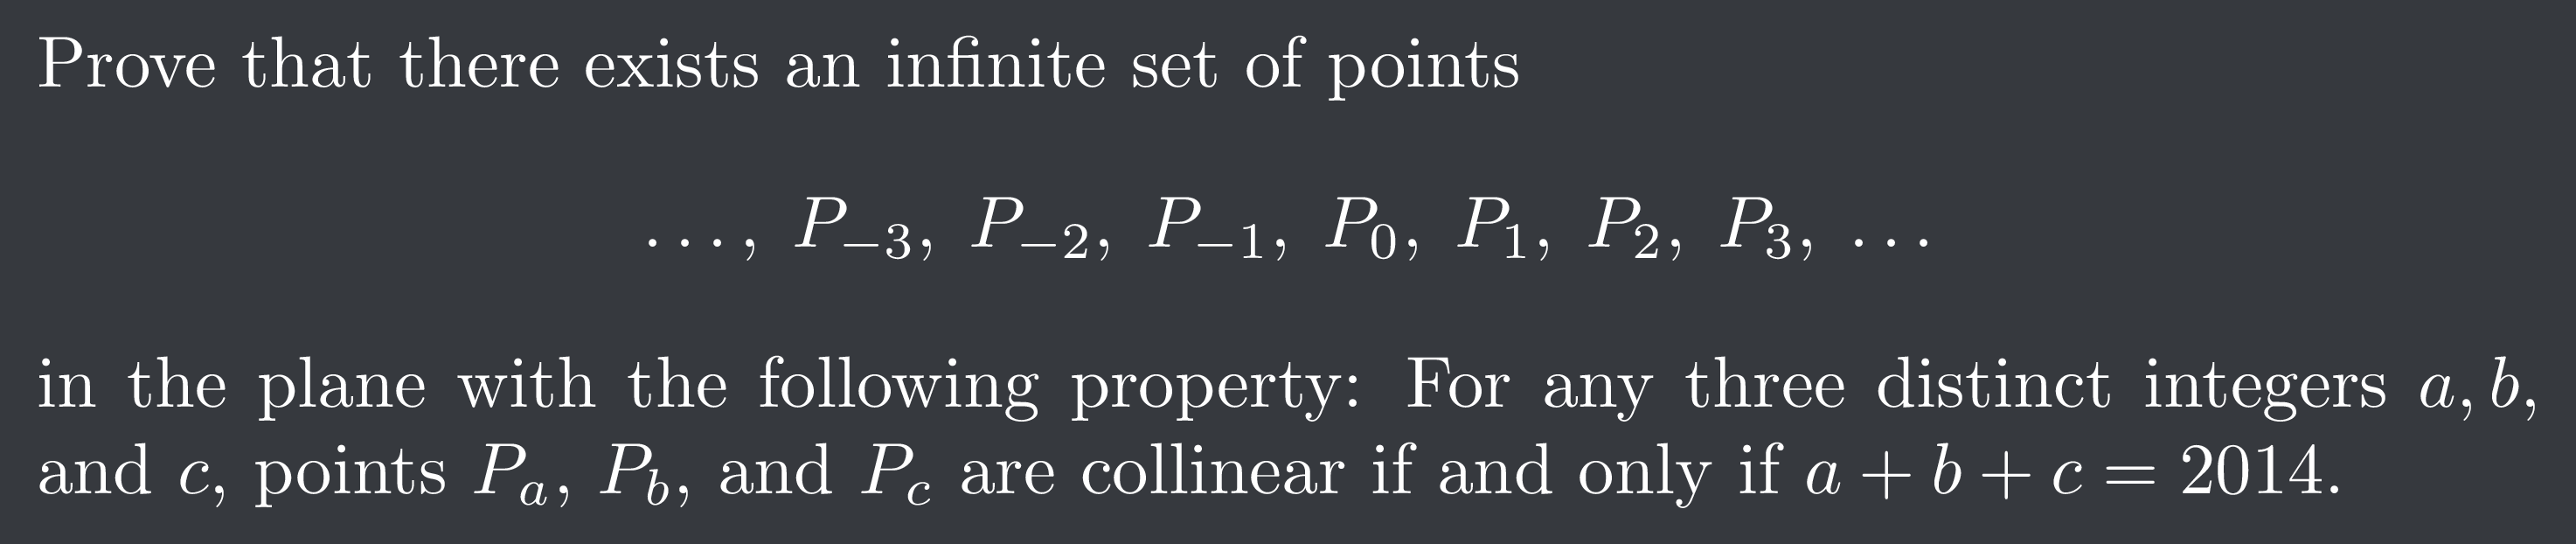 Prove that there exists an infinite set of points
..., P_{-3}, P_{-2}, P_{-1}, P_0, P_1, P_2, P_3, ...
in the plane with the following property: For any three distinct integers a, b,
and c, points P_a, P_b, and P_c are collinear if and only if a + b + c = 2014.